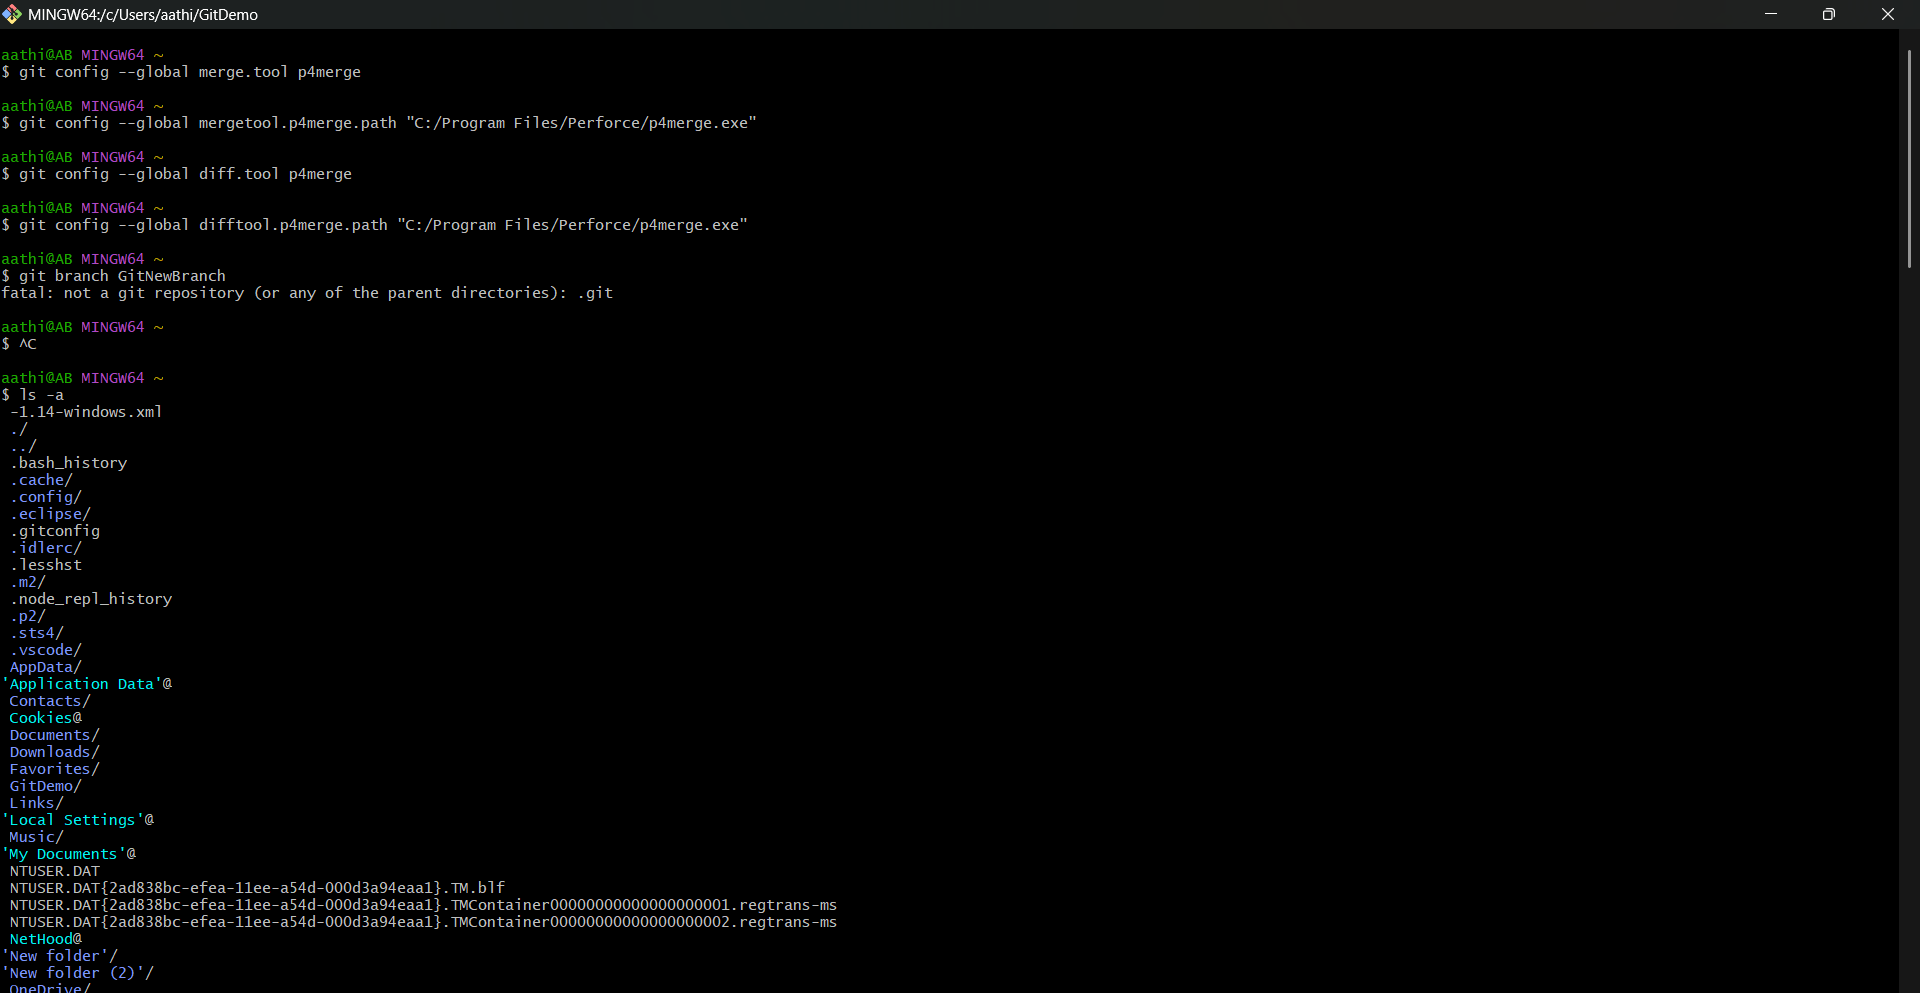 MINGW64:/c/Users/aathi/GitDemo
aathi@AB MINGW64 ~
$ git config --global merge.tool p4merge
aathi@AB MINGW64 ~
$ git config --global mergetool.p4merge.path "C:/Program Files/Perforce/p4merge.exe"
aathi@AB MINGW64 ~
$ git config --global diff.tool p4merge
aathi@AB MINGW64 ~
$ git config --global difftool.p4merge.path "C:/Program Files/Perforce/p4merge.exe"
aathi@AB MINGW64 ~
$ git branch GitNewBranch
fatal: not a git repository (or any of the parent directories): .git
aathi@AB MINGW64 ~
$ ^C
aathi@AB MINGW64 ~
$ ls -a
-1.14-windows.xml
./
../
.bash_history
.cache/
.config/
.eclipse/
.gitconfig
.idlerc/
.lesshst
.m2/
.node_repl_history
.p2/
.sts4/
.vscode/
AppData/
'Application Data'@
Contacts/
Cookies@
Documents/
Downloads/
Favorites/
GitDemo/
Links/
'Local Settings'@
Music/
'My Documents'@
NTUSER.DAT
NTUSER.DAT{2ad838bc-efea-11ee-a54d-000d3a94eaa1}.TM.blf
NTUSER.DAT{2ad838bc-efea-11ee-a54d-000d3a94eaa1}.TMContainer00000000000000000001.regtrans-ms
NTUSER.DAT{2ad838bc-efea-11ee-a54d-000d3a94eaa1}.TMContainer00000000000000000002.regtrans-ms
NetHood@
'New folder'/
'New folder (2)'/
OneDrive/